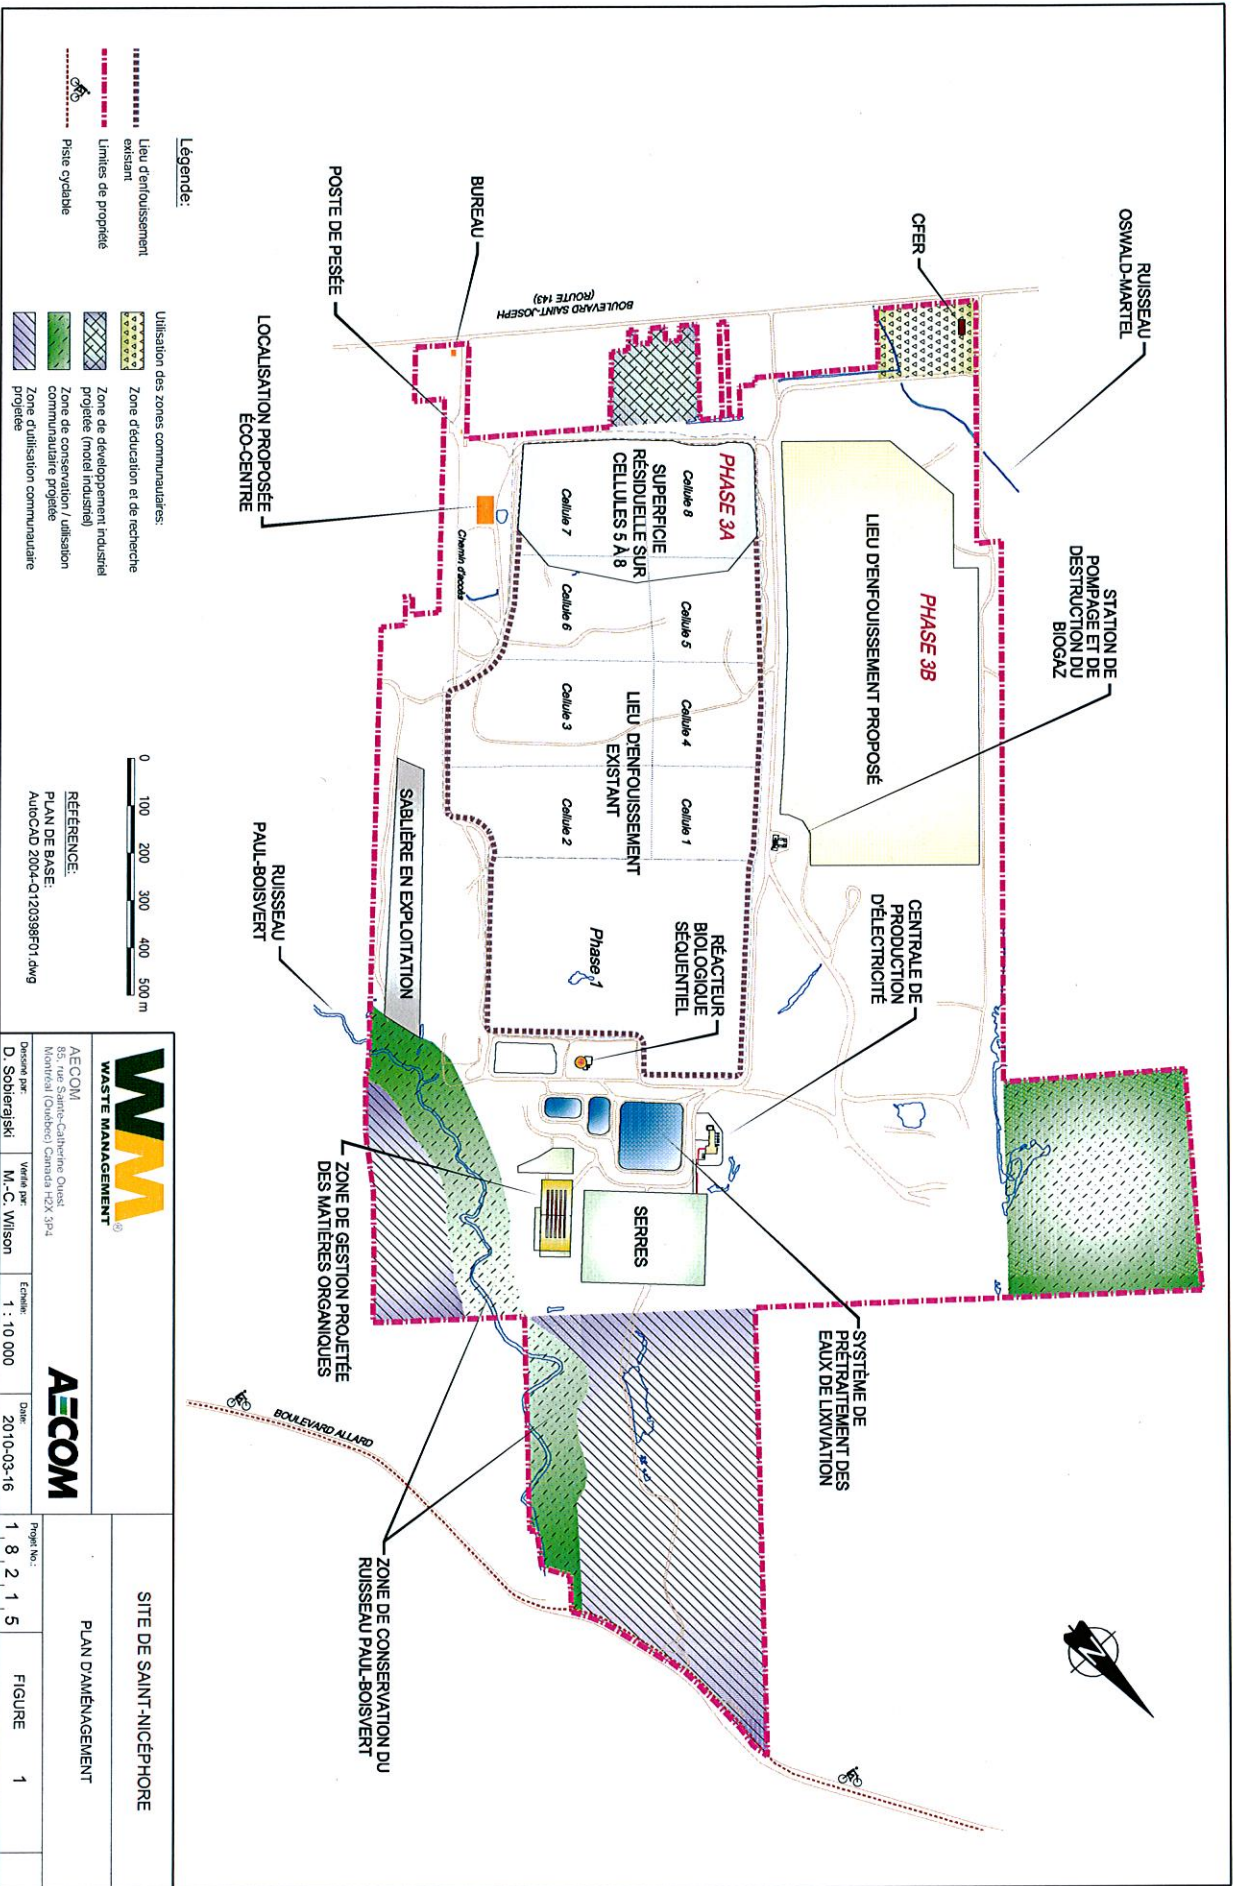 RUISSEAU
OSWALD-MARTEL
CFER
BUREAU
POSTE DE PESÉE
LOCALISATION PROPOSÉE
ÉCO-CENTRE
BOULEVARD SAINT-JOSEPH
(ROUTE 143)
STATION DE
POMPAGE ET DE
DESTRUCTION DU
BIOGAZ
PHASE 3B
LIEU D'ENFOUISSEMENT PROPOSÉ
PHASE 3A
Cellule 8
SUPERFICIE
RÉSIDUELLE SUR
CELLULES 5 À 8
Cellule 7
Cellule 5
Cellule 6
Cellule 4
Cellule 3
LIEU D'ENFOUISSEMENT
EXISTANT
Cellule 1
Cellule 2
Phase 1
Chemin d'accès
SABLIÈRE EN EXPLOITATION
RUISSEAU
PAUL-BOISVERT
CENTRALE DE
PRODUCTION
D'ÉLECTRICITÉ
RÉACTEUR
BIOLOGIQUE
SÉQUENTIEL
SERRES
SYSTÈME DE
PRÉTRAITEMENT DES
EAUX DE LIXIVIATION
ZONE DE GESTION PROJETÉE
DES MATIÈRES ORGANIQUES
ZONE DE CONSERVATION DU
RUISSEAU PAUL-BOISVERT
BOULEVARD ALLARD
N
Légende:
Lieu d'enfouissement
existant
Limites de propriété
Piste cyclable
Utilisation des zones communautaires:
Zone d'éducation et de recherche
Zone de développement industriel
projetée (motel industriel)
Zone de conservation / utilisation
communautaire projetée
Zone d'utilisation communautaire
projetée
0 100 200 300 400 500 m
RÉFÉRENCE:
PLAN DE BASE:
AutoCAD 2004-Q120398F01.dwg
WM®
WASTE MANAGEMENT
AECOM
85, rue Sainte-Catherine Ouest
Montréal (Québec) Canada H2X 3P4
AECOM
Dessiné par:
D. Sobierajski
Vérifié par:
M.-C. Wilson
Échelle:
1 : 10 000
Date:
2010-03-16
SITE DE SAINT-NICÉPHORE
PLAN D'AMÉNAGEMENT
Projet No.:
1 8 2 1 5
FIGURE 1